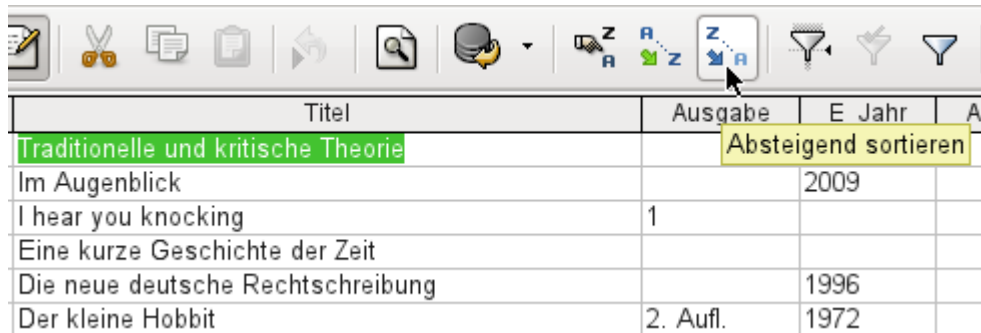 Z A A Z Z A
Titel Ausgabe E_Jahr A
Traditionelle und kritische Theorie Absteigend sortieren
Im Augenblick 2009
I hear you knocking 1
Eine kurze Geschichte der Zeit
Die neue deutsche Rechtschreibung 1996
Der kleine Hobbit 2. Aufl. 1972